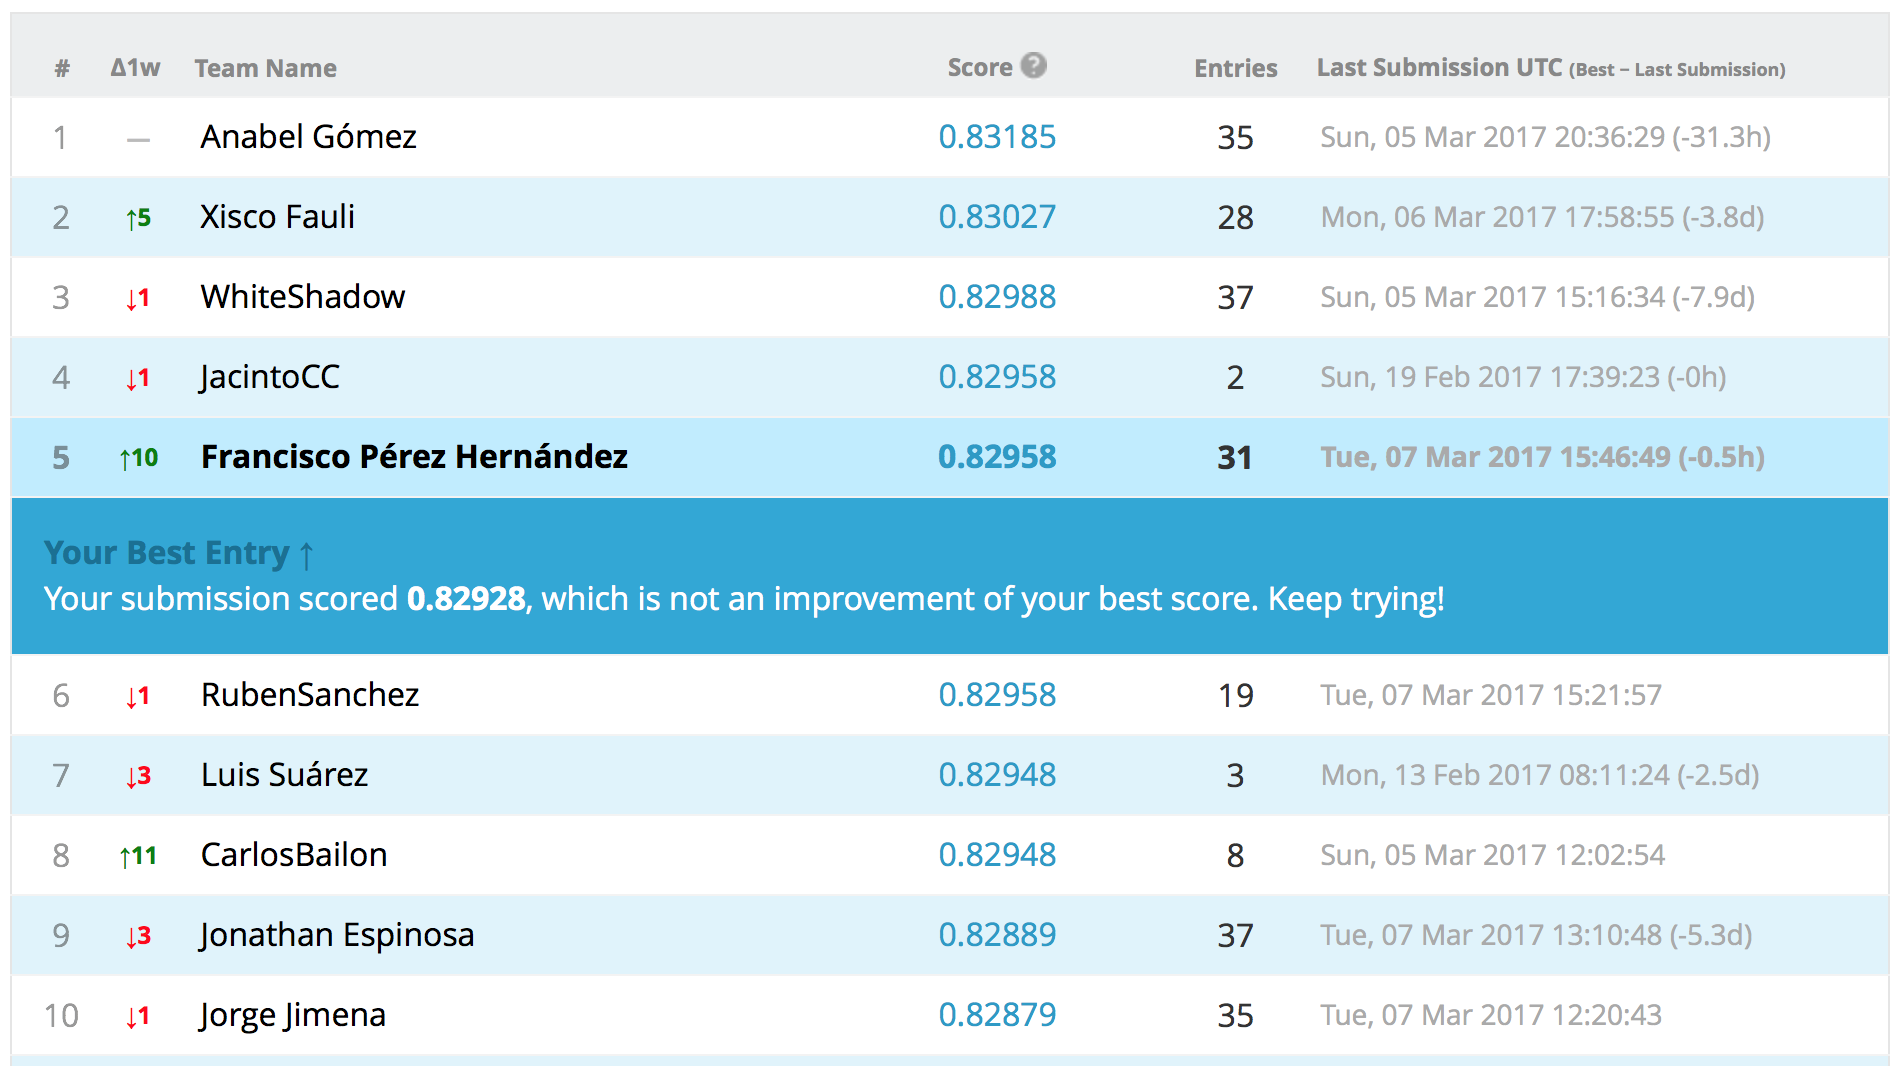 # Δ1w Team Name Score ? Entries Last Submission UTC (Best – Last Submission)
1 — Anabel Gómez 0.83185 35 Sun, 05 Mar 2017 20:36:29 (-31.3h)
2 ↑5 Xisco Fauli 0.83027 28 Mon, 06 Mar 2017 17:58:55 (-3.8d)
3 ↓1 WhiteShadow 0.82988 37 Sun, 05 Mar 2017 15:16:34 (-7.9d)
4 ↓1 JacintoCC 0.82958 2 Sun, 19 Feb 2017 17:39:23 (-0h)
5 ↑10 Francisco Pérez Hernández 0.82958 31 Tue, 07 Mar 2017 15:46:49 (-0.5h)
Your Best Entry ↑
Your submission scored 0.82928, which is not an improvement of your best score. Keep trying!
6 ↓1 RubenSanchez 0.82958 19 Tue, 07 Mar 2017 15:21:57
7 ↓3 Luis Suárez 0.82948 3 Mon, 13 Feb 2017 08:11:24 (-2.5d)
8 ↑11 CarlosBailon 0.82948 8 Sun, 05 Mar 2017 12:02:54
9 ↓3 Jonathan Espinosa 0.82889 37 Tue, 07 Mar 2017 13:10:48 (-5.3d)
10 ↓1 Jorge Jimena 0.82879 35 Tue, 07 Mar 2017 12:20:43